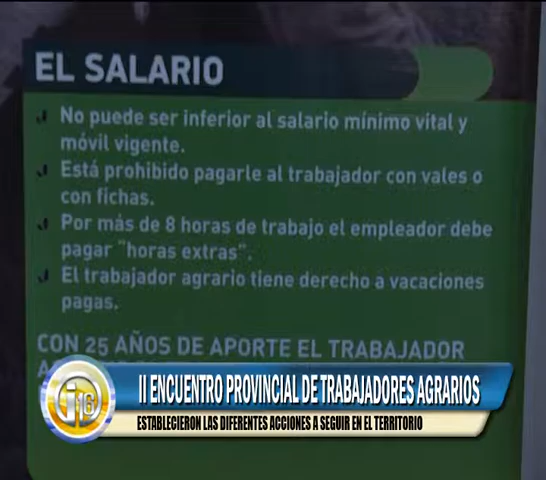 EL SALARIO
No puede ser inferior al salario mínimo vital y
móvil vigente.
Está prohibido pagarle al trabajador con vales o
con fichas.
Por más de 8 horas de trabajo el empleador debe
pagar "horas extras".
El trabajador agrario tiene derecho a vacaciones
pagas.
CON 25 AÑOS DE APORTE EL TRABAJADOR
II ENCUENTRO PROVINCIAL DE TRABAJADORES AGRARIOS
ESTABLECIERON LAS DIFERENTES ACCIONES A SEGUIR EN EL TERRITORIO